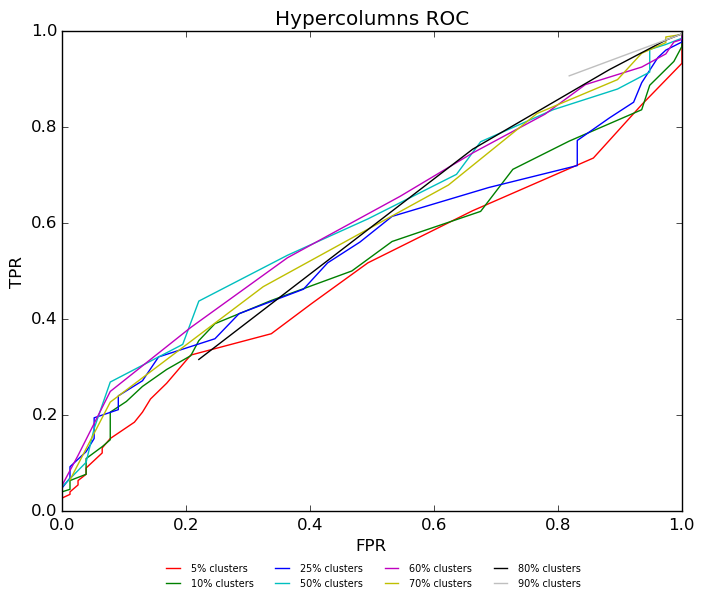 Hypercolumns ROC
1.0
0.8
0.6
0.4
0.2
0.0
TPR
0.0 0.2 0.4 0.6 0.8 1.0
FPR
5% clusters 25% clusters 60% clusters 80% clusters
10% clusters 50% clusters 70% clusters 90% clusters